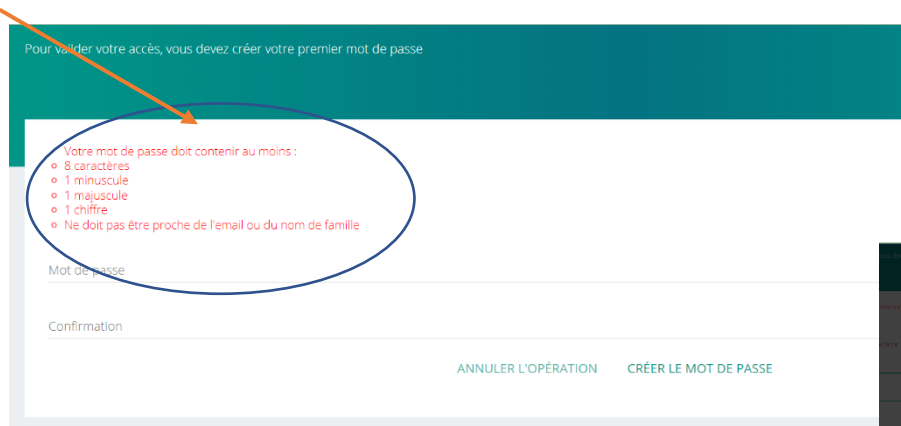 Pour valider votre accès, vous devez créer votre premier mot de passe
Votre mot de passe doit contenir au moins :
8 caractères
1 minuscule
1 majuscule
1 chiffre
Ne doit pas être proche de l'email ou du nom de famille
Mot de passe
Confirmation
ANNULER L'OPÉRATION CRÉER LE MOT DE PASSE